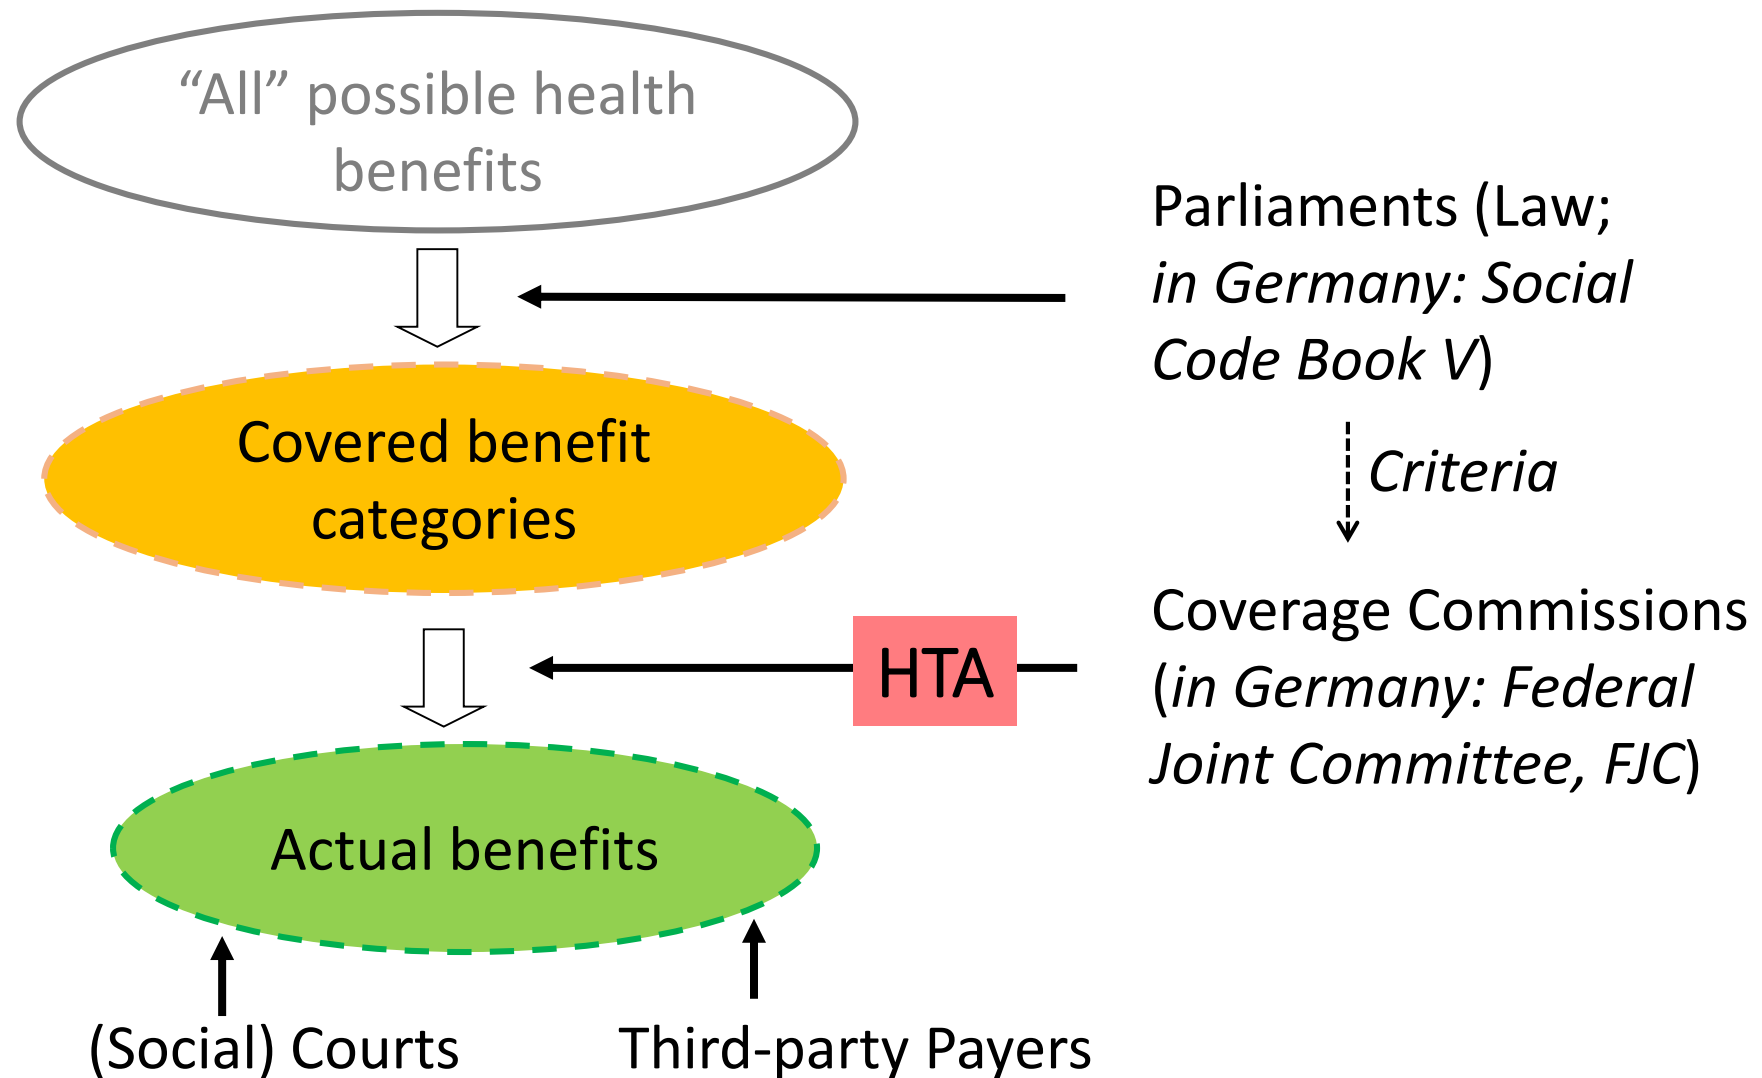 “All” possible health
benefits
Parliaments (Law;
in Germany: Social
Code Book V)
Covered benefit
categories
Criteria
Coverage Commissions
(in Germany: Federal
Joint Committee, FJC)
HTA
Actual benefits
(Social) Courts
Third-party Payers